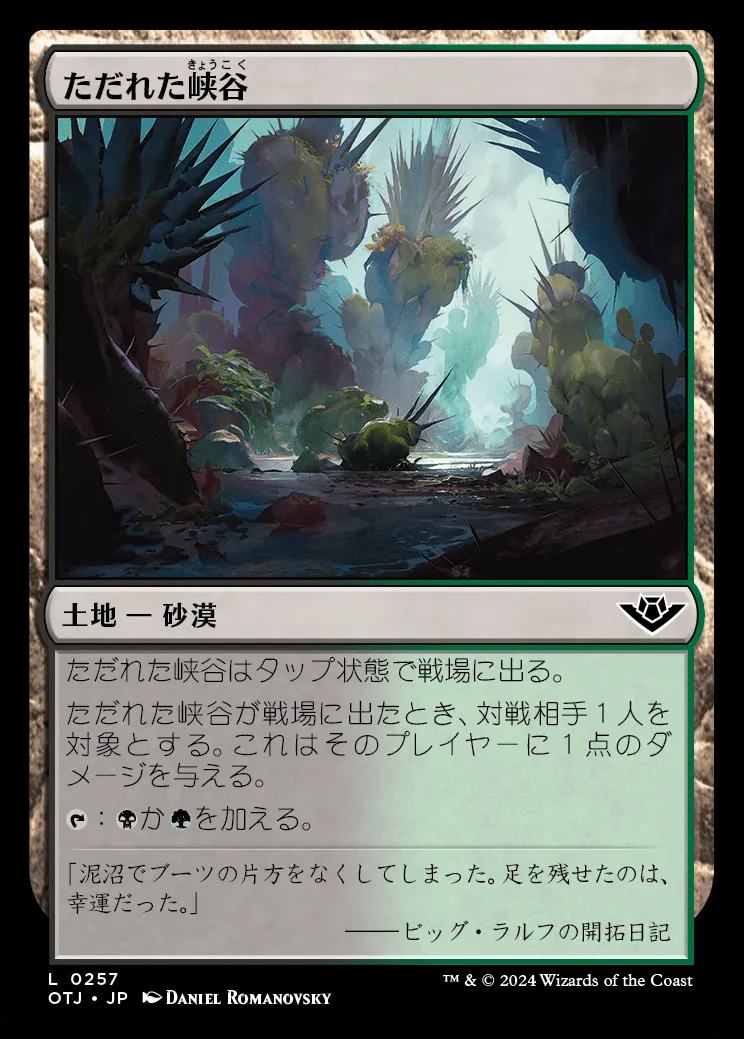 きょうこく
ただれた峡谷
土地 — 砂漠
ただれた峡谷はタップ状態で戦場に出る。
ただれた峡谷が戦場に出たとき、対戦相手１人を
対象とする。これはそのプレイヤーに１点のダ
メージを与える。
：か を加える。
「泥沼でブーツの片方をなくしてしまった。足を残せたのは、
幸運だった。」
——ビッグ・ラルフの開拓日記
L 0257
OTJ • JP DANIEL ROMANOVSKY
™ & © 2024 Wizards of the Coast